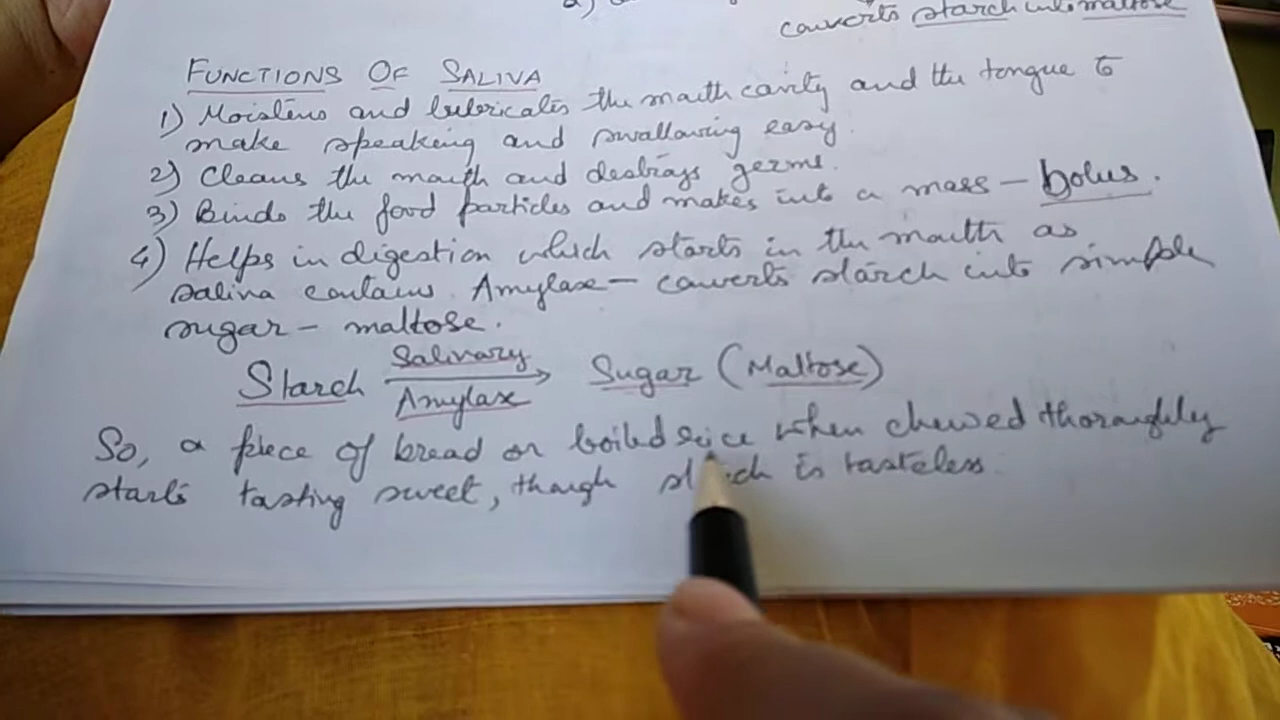 2)
converts starch into maltose
FUNCTIONS OF SALIVA
1) Moistens and lubricates the mouth cavity and the tongue to
make speaking and swallowing easy.
2) Cleans the mouth and destroys germs.
3) Binds the food particles and makes into a mass – bolus.
4) Helps in digestion which starts in the mouth as
saliva contains Amylase – converts starch into simple
sugar – maltose.
Starch Salivary Amylase → Sugar (Maltose)
So, a piece of bread or boiled rice when chewed thoroughly
starts tasting sweet, though starch is tasteless.